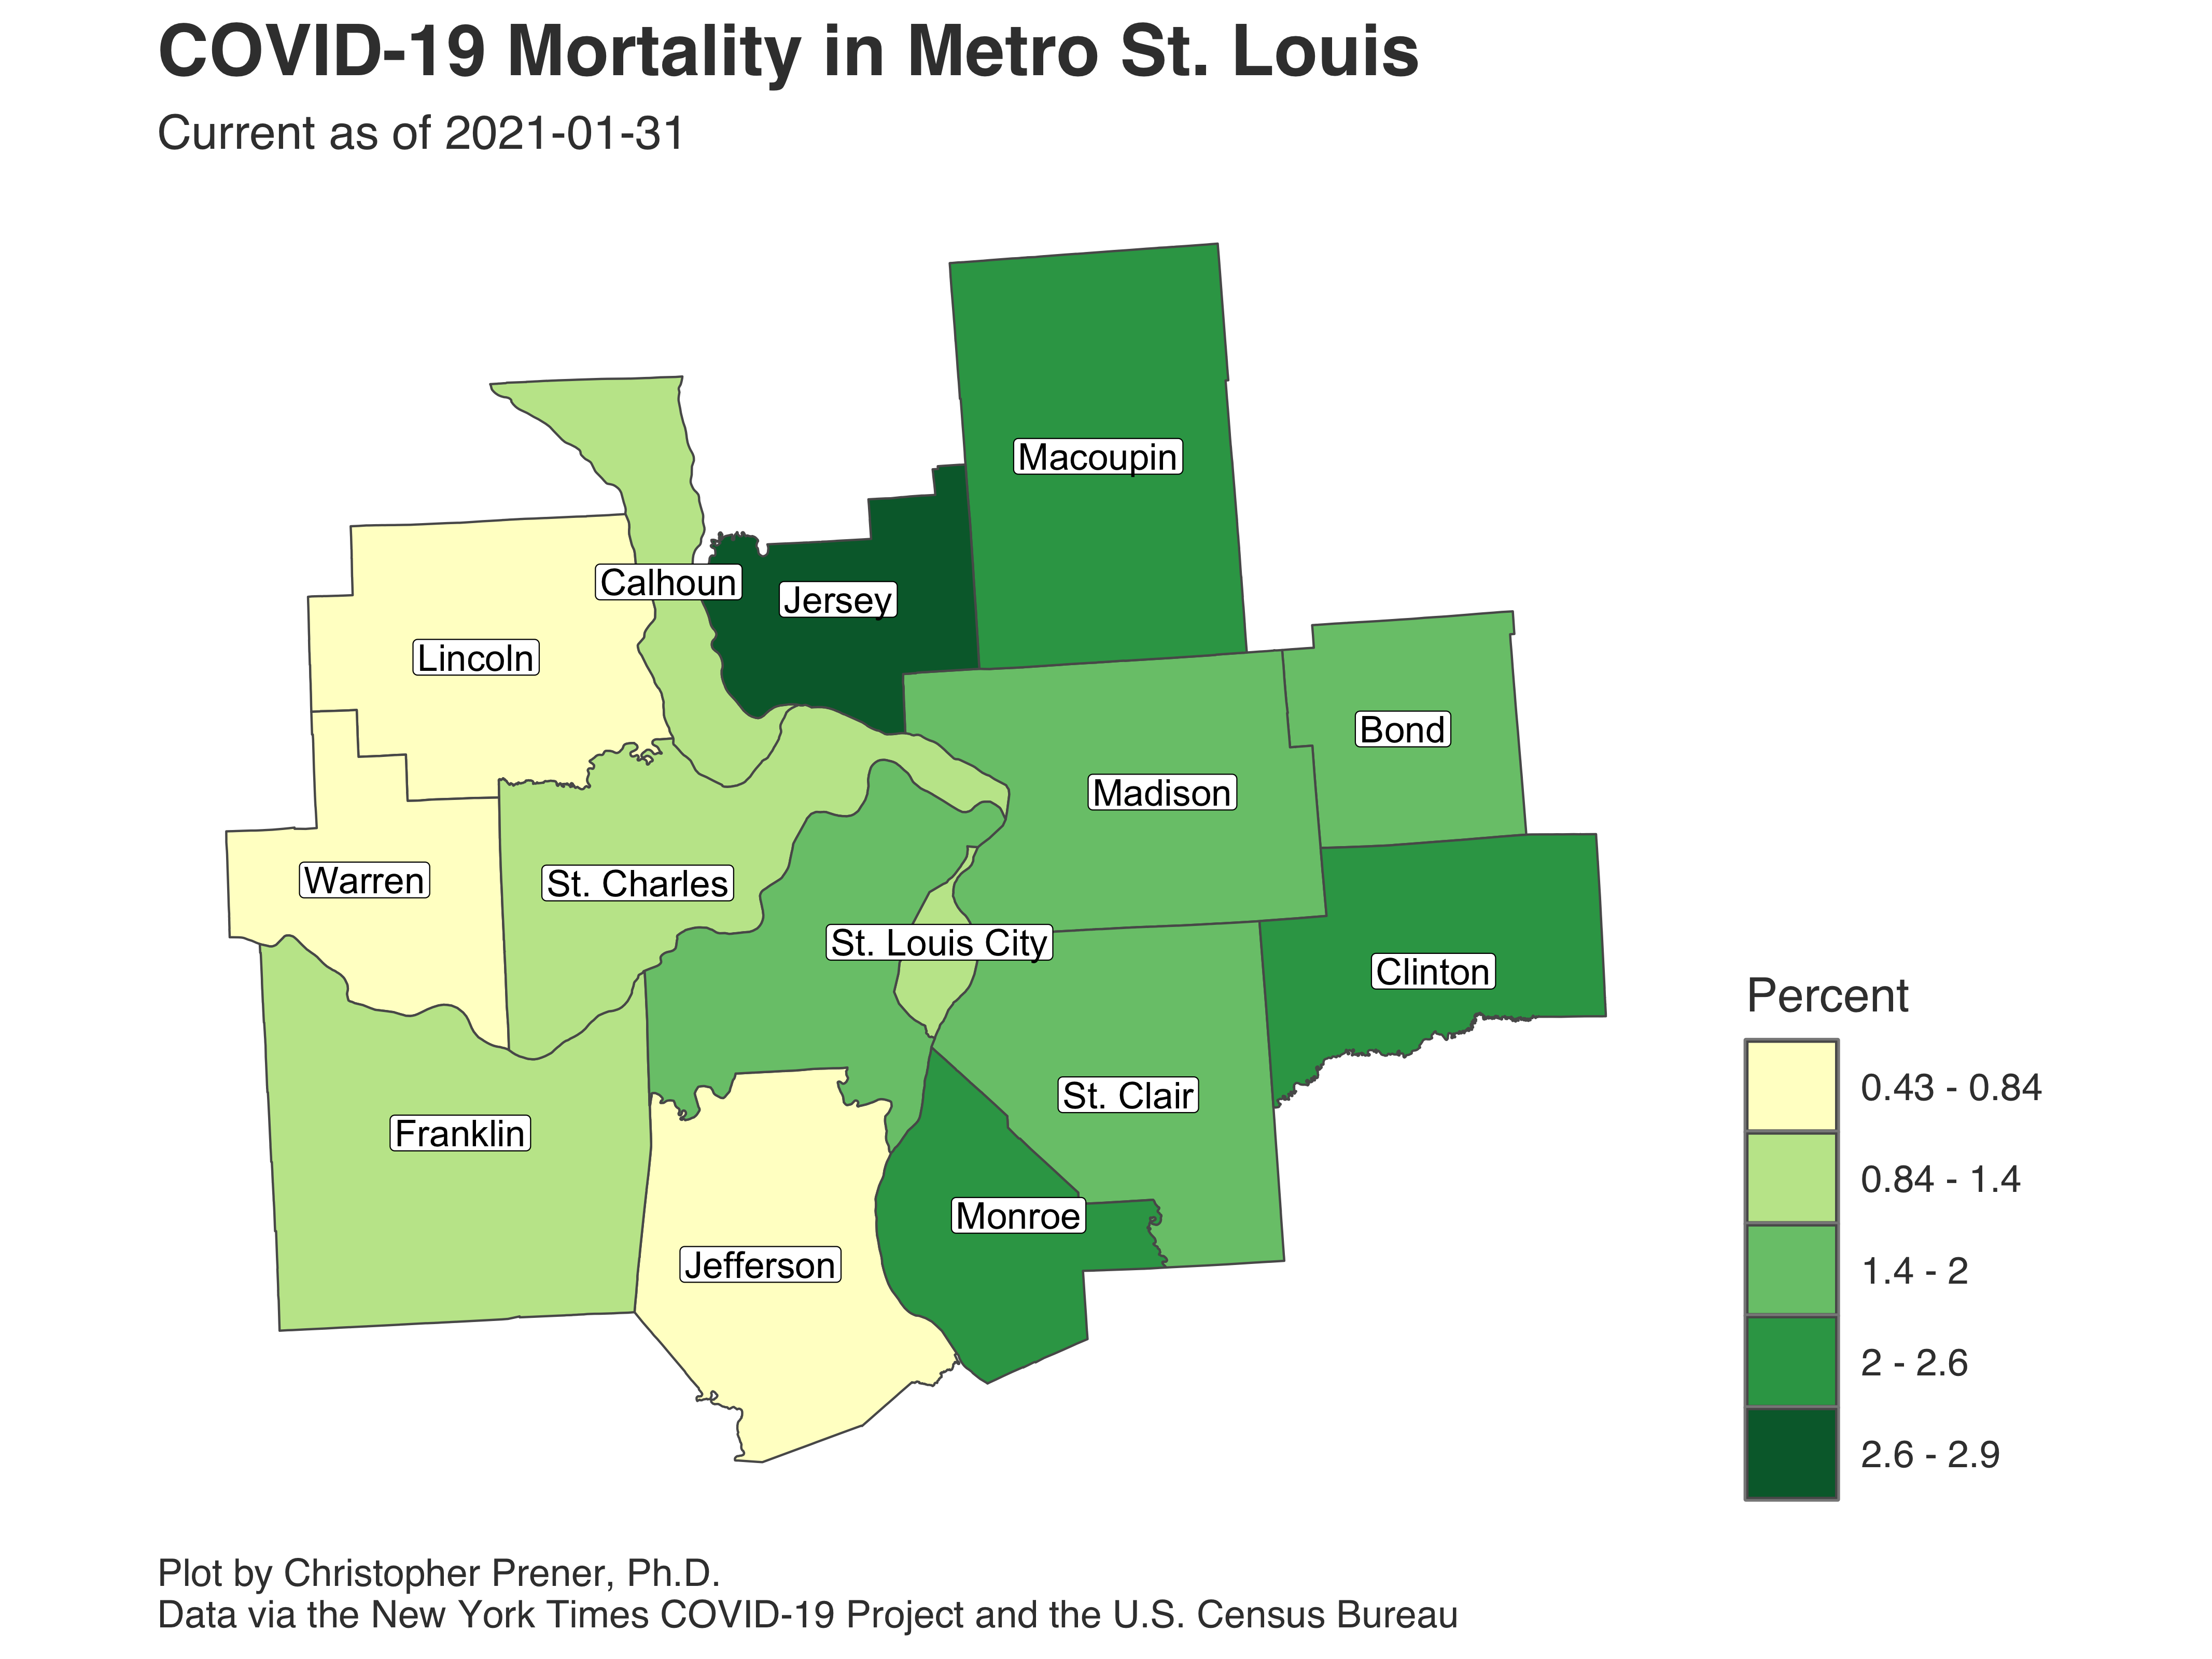 COVID-19 Mortality in Metro St. Louis
Current as of 2021-01-31
Macoupin
Calhoun
Jersey
Lincoln
Bond
Madison
Warren
St. Charles
St. Louis City
Clinton
St. Clair
Franklin
Monroe
Jefferson
Percent
0.43 - 0.84
0.84 - 1.4
1.4 - 2
2 - 2.6
2.6 - 2.9
Plot by Christopher Prener, Ph.D.
Data via the New York Times COVID-19 Project and the U.S. Census Bureau